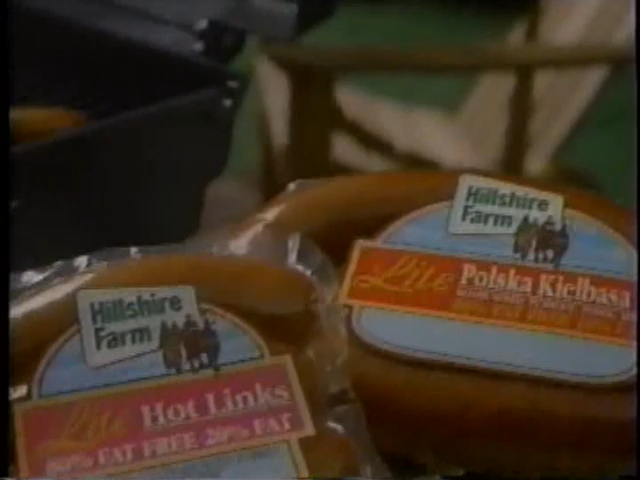 Hillshire
Farm
Lite Hot Links
80% FAT FREE 20% FAT
Hillshire
Farm
Lite Polska Kielbasa